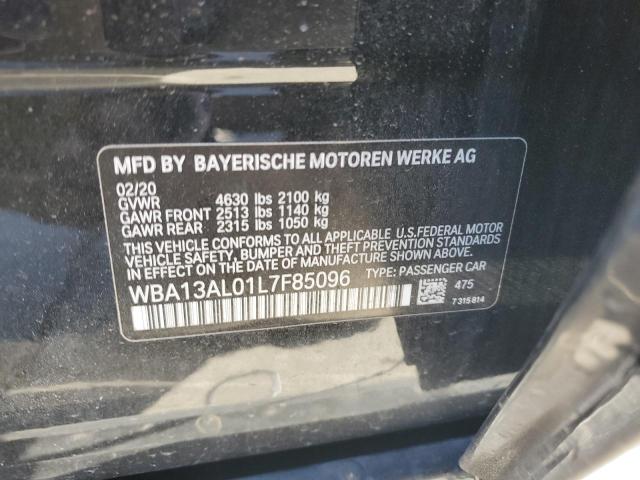 MFD BY BAYERISCHE MOTOREN WERKE AG
02/20
GVWR 4630 lbs 2100 kg
GAWR FRONT 2513 lbs 1140 kg
GAWR REAR 2315 lbs 1050 kg
THIS VEHICLE CONFORMS TO ALL APPLICABLE U.S.FEDERAL MOTOR
VEHICLE SAFETY, BUMPER, AND THEFT PREVENTION STANDARDS
IN EFFECT ON THE DATE OF MANUFACTURE SHOWN ABOVE.
WBA13AL01L7F85096 TYPE: PASSENGER CAR
475
7315814